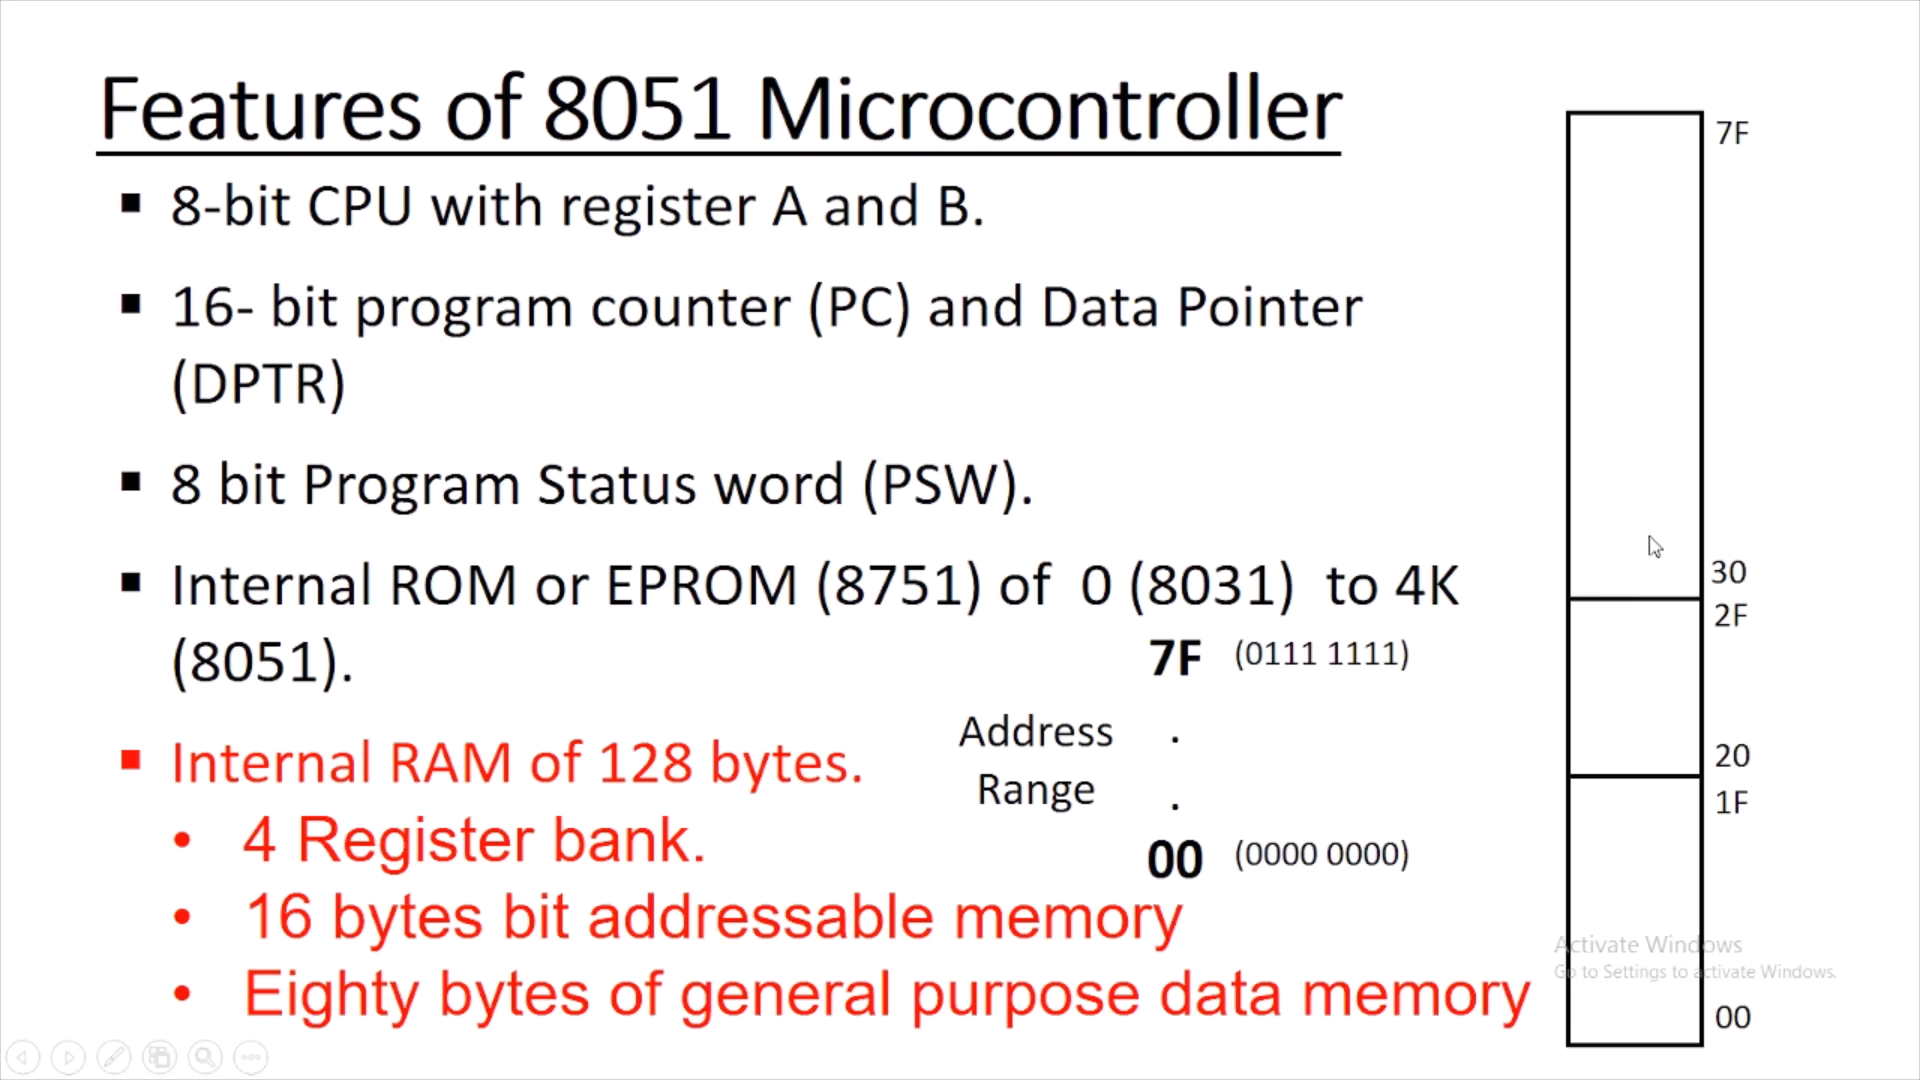 Features of 8051 Microcontroller
▪ 8-bit CPU with register A and B.
▪ 16- bit program counter (PC) and Data Pointer
(DPTR)
▪ 8 bit Program Status word (PSW).
▪ Internal ROM or EPROM (8751) of 0 (8031) to 4K
(8051).
▪ Internal RAM of 128 bytes.
• 4 Register bank.
• 16 bytes bit addressable memory
• Eighty bytes of general purpose data memory
7F (0111 1111)
Address .
Range .
00 (0000 0000)
7F
30
2F
20
1F
00
Activate Windows
Go to Settings to activate Windows.